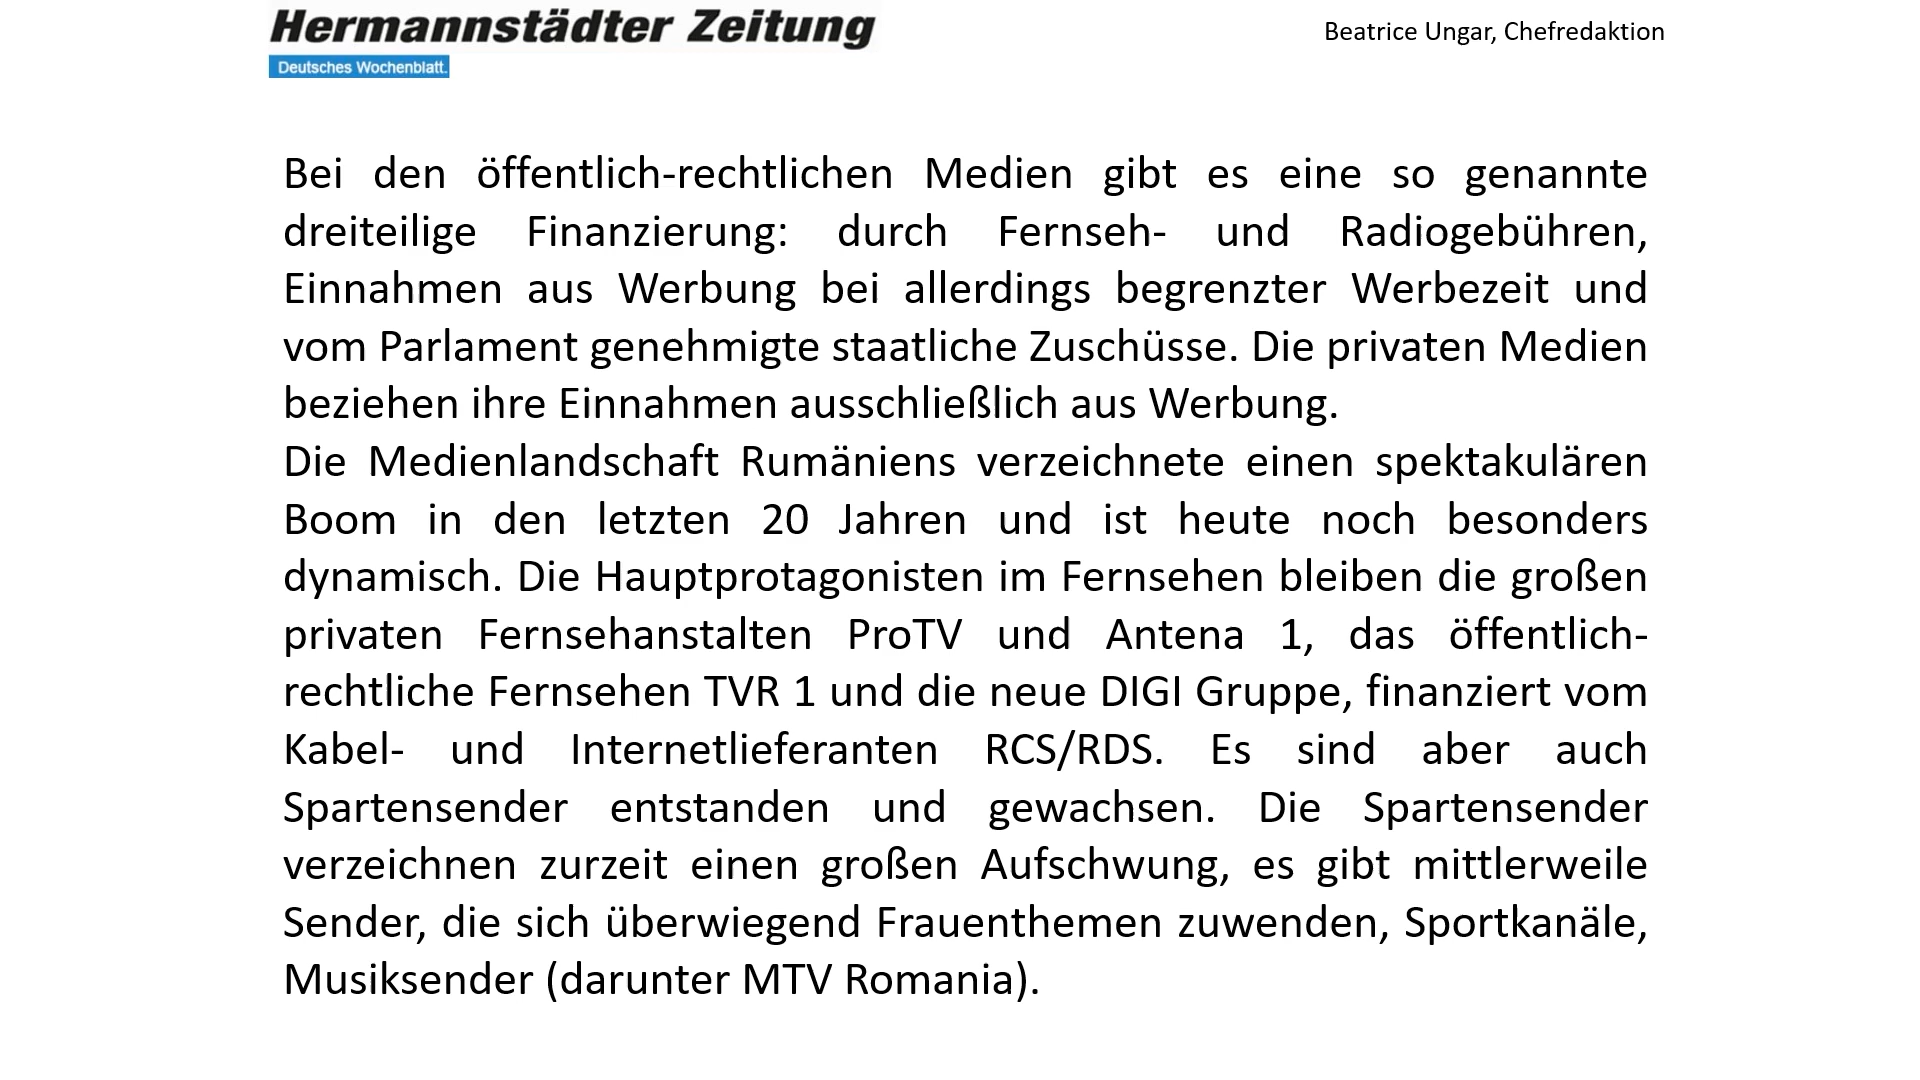 Hermannstädter Zeitung
Beatrice Ungar, Chefredaktion
Deutsches Wochenblatt.
Bei den öffentlich-rechtlichen Medien gibt es eine so genannte
dreiteilige Finanzierung: durch Fernseh- und Radiogebühren,
Einnahmen aus Werbung bei allerdings begrenzter Werbezeit und
vom Parlament genehmigte staatliche Zuschüsse. Die privaten Medien
beziehen ihre Einnahmen ausschließlich aus Werbung.
Die Medienlandschaft Rumäniens verzeichnete einen spektakulären
Boom in den letzten 20 Jahren und ist heute noch besonders
dynamisch. Die Hauptprotagonisten im Fernsehen bleiben die großen
privaten Fernsehanstalten ProTV und Antena 1, das öffentlich-
rechtliche Fernsehen TVR 1 und die neue DIGI Gruppe, finanziert vom
Kabel- und Internetlieferanten RCS/RDS. Es sind aber auch
Spartensender entstanden und gewachsen. Die Spartensender
verzeichnen zurzeit einen großen Aufschwung, es gibt mittlerweile
Sender, die sich überwiegend Frauenthemen zuwenden, Sportkanäle,
Musiksender (darunter MTV Romania).